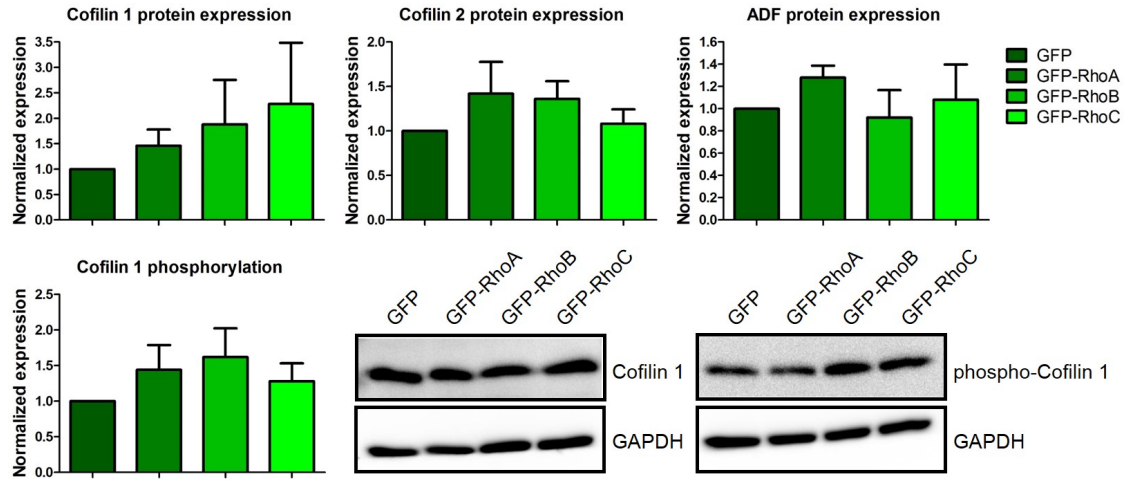 Cofilin 1 protein expression
Normalized expression
3.5
3.0
2.5
2.0
1.5
1.0
0.5
0.0
Cofilin 2 protein expression
Normalized expression
2.0
1.5
1.0
0.5
0.0
ADF protein expression
Normalized expression
1.6
1.4
1.2
1.0
0.8
0.6
0.4
0.2
0.0
GFP
GFP-RhoA
GFP-RhoB
GFP-RhoC
Cofilin 1 phosphorylation
Normalized expression
2.5
2.0
1.5
1.0
0.5
0.0
GFP
GFP-RhoA
GFP-RhoB
GFP-RhoC
Cofilin 1
GAPDH
GFP
GFP-RhoA
GFP-RhoB
GFP-RhoC
phospho-Cofilin 1
GAPDH